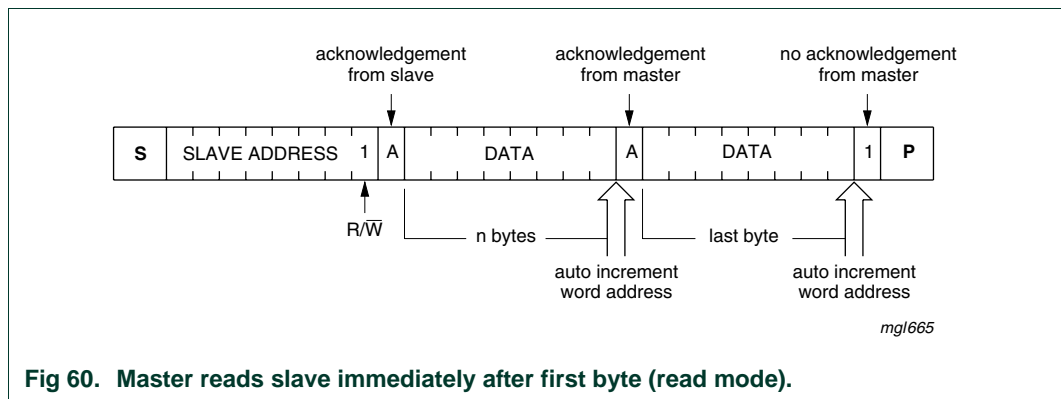 acknowledgement
from slave
acknowledgement
from master
no acknowledgement
from master
S SLAVE ADDRESS 1 A DATA A DATA 1 P
R/W̅
n bytes
last byte
auto increment
word address
auto increment
word address
mgl665
Fig 60. Master reads slave immediately after first byte (read mode).